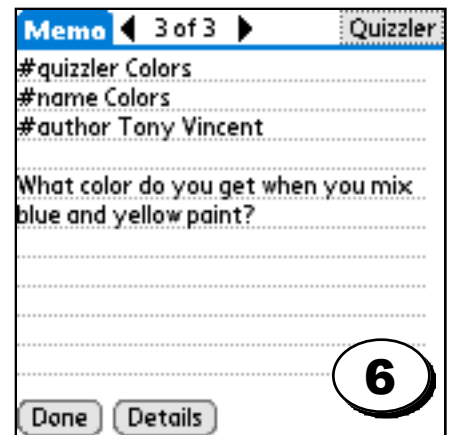 Memo 3 of 3 Quizzler
#quizzler Colors
#name Colors
#author Tony Vincent
What color do you get when you mix
blue and yellow paint?
6
Done Details